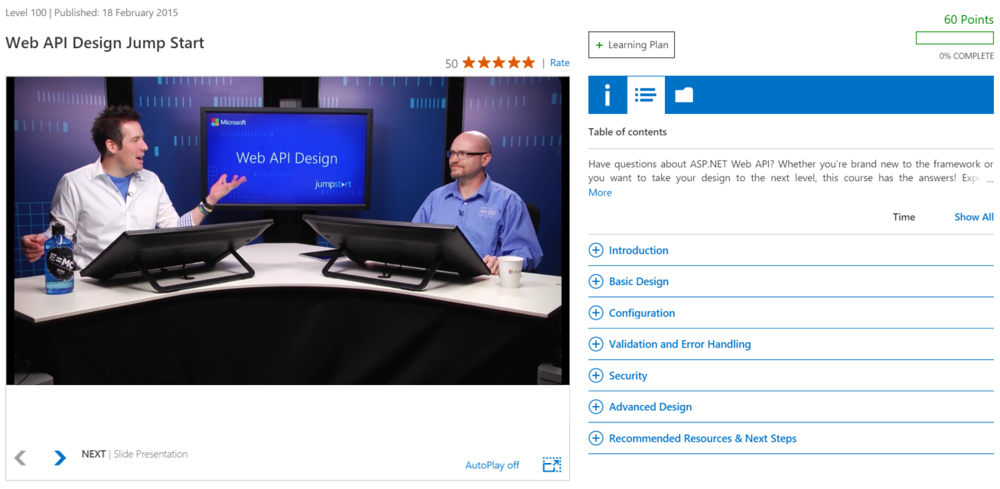 Level 100 | Published: 18 February 2015
60 Points
Web API Design Jump Start
+ Learning Plan
0% COMPLETE
50 | Rate
Microsoft
Web API Design
jumpstart
E=MC
Table of contents
Have questions about ASP.NET Web API? Whether you're brand new to the framework or
you want to take your design to the next level, this course has the answers! Exp ...
More
Time Show All
Introduction
Basic Design
Configuration
Validation and Error Handling
Security
Advanced Design
Recommended Resources & Next Steps
NEXT | Slide Presentation
AutoPlay off